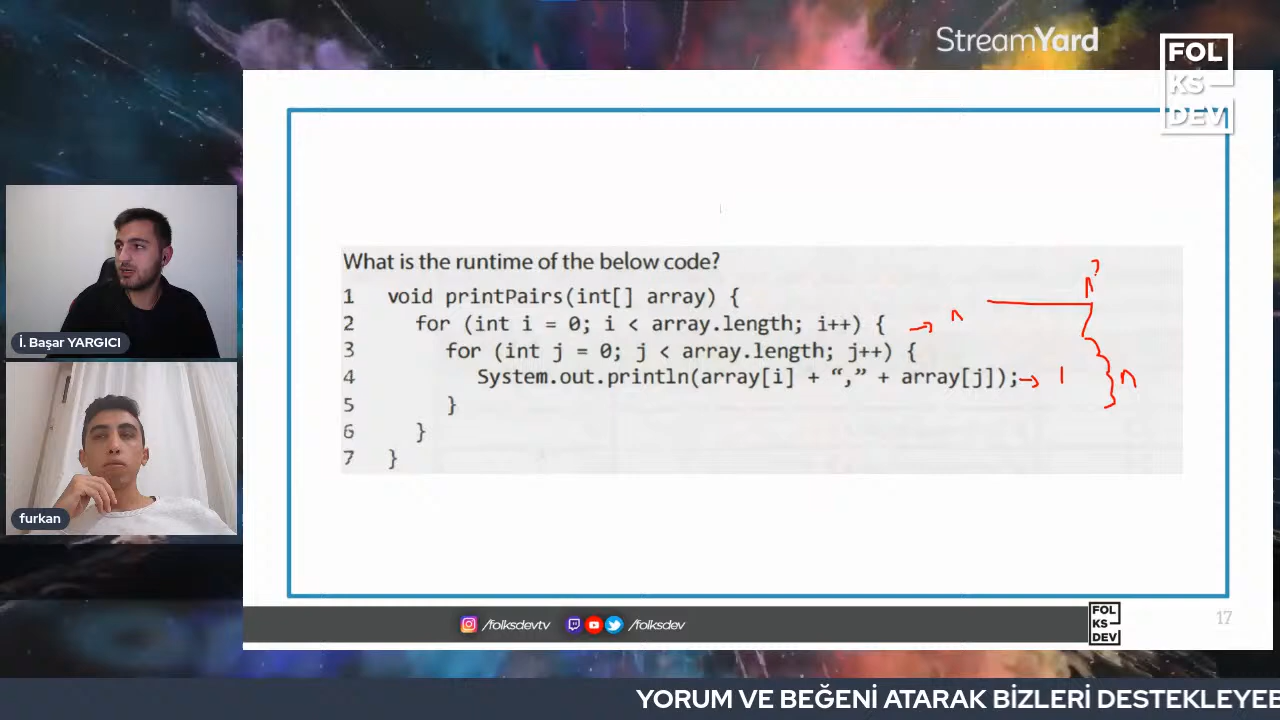 StreamYard
FOL
KS
DEV
What is the runtime of the below code?
1 void printPairs(int[] array) {
2 for (int i = 0; i < array.length; i++) { → n
3 for (int j = 0; j < array.length; j++) {
4 System.out.println(array[i] + “,” + array[j]); → 1
5 }
6 }
7 }
n²
n
İ. Başar YARGICI
furkan
/folksdevtv
/folksdev
FOL
KS
DEV
17
YORUM VE BEĞENİ ATARAK BİZLERİ DESTEKLEYEB